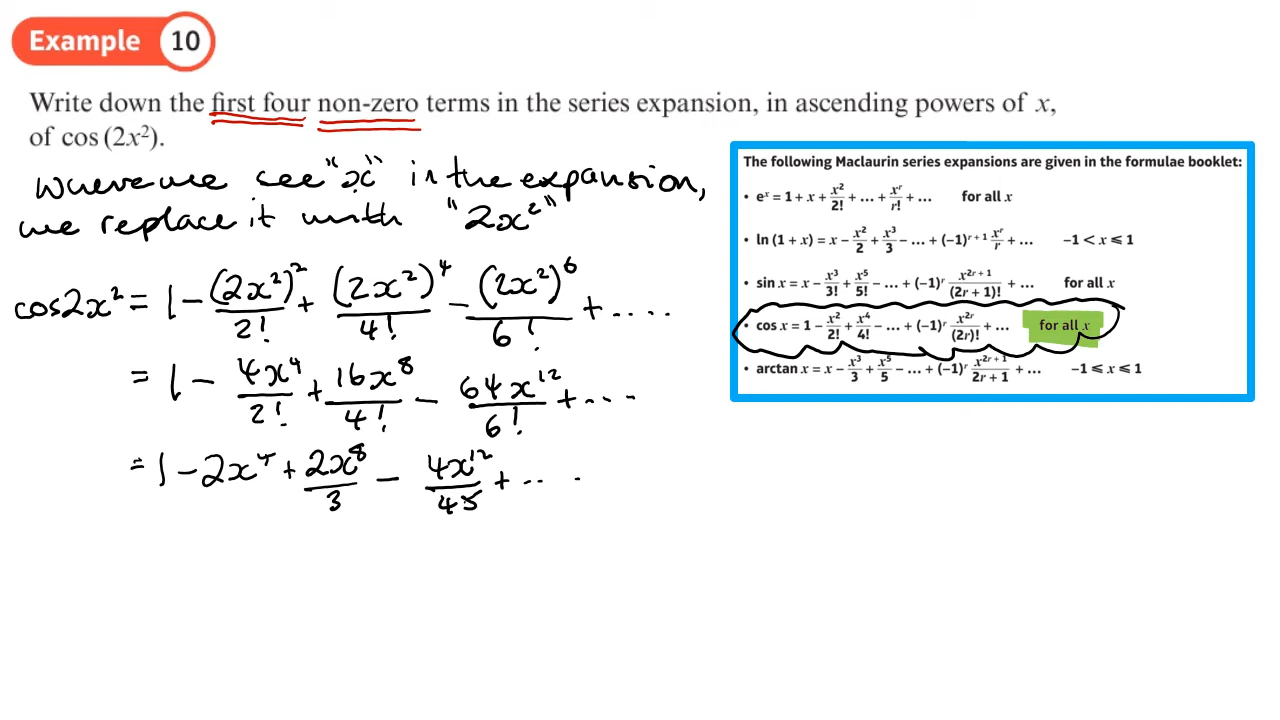 Example 10
Write down the first four non-zero terms in the series expansion, in ascending powers of x,
of cos (2x²).
Where we see "x" in the expansion,
we replace it with "2x²"
cos2x² = 1 - (2x²)²/2! + (2x²)⁴/4! - (2x²)⁶/6! + ....
= 1 - 4x⁴/2! + 16x⁸/4! - 64x¹²/6! + ...
= 1 - 2x⁴ + 2x⁸/3 - 4x¹²/45 + ...
The following Maclaurin series expansions are given in the formulae booklet:
• eˣ = 1 + x + x²/2! + ... + xʳ/r! + ... for all x
• ln (1 + x) = x − x²/2 + x³/3 − ... + (−1)ʳ⁺¹ xʳ/r + ... −1 < x ⩽ 1
• sin x = x − x³/3! + x⁵/5! − ... + (−1)ʳ x²ʳ⁺¹/(2r + 1)! + ... for all x
• cos x = 1 − x²/2! + x⁴/4! − ... + (−1)ʳ x²ʳ/(2r)! + ... for all x
• arctan x = x − x³/3 + x⁵/5 − ... + (−1)ʳ x²ʳ⁺¹/2r + 1 + ... −1 ⩽ x ⩽ 1